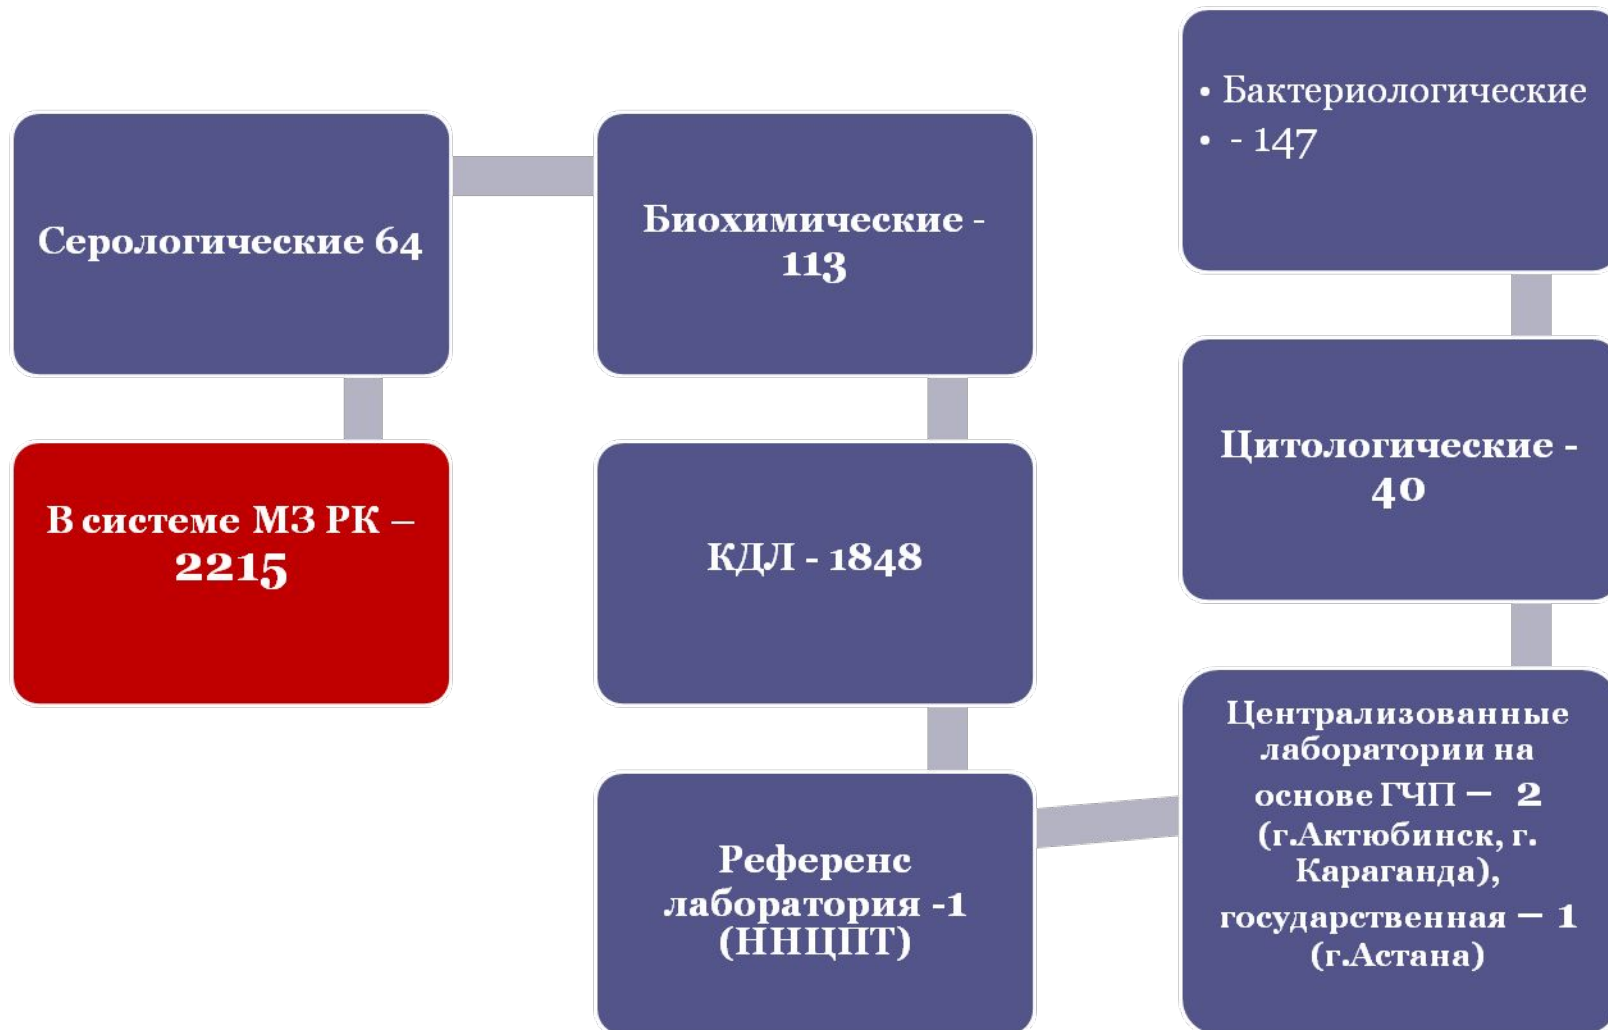 В системе МЗ РК –
2215
Серологические 64
Биохимические -
113
КДЛ - 1848
Референс
лаборатория -1
(ННЦПТ)
Централизованные
лаборатории на
основе ГЧП – 2
(г.Актюбинск, г.
Караганда),
государственная – 1
(г.Астана)
Цитологические -
40
• Бактериологические
• - 147